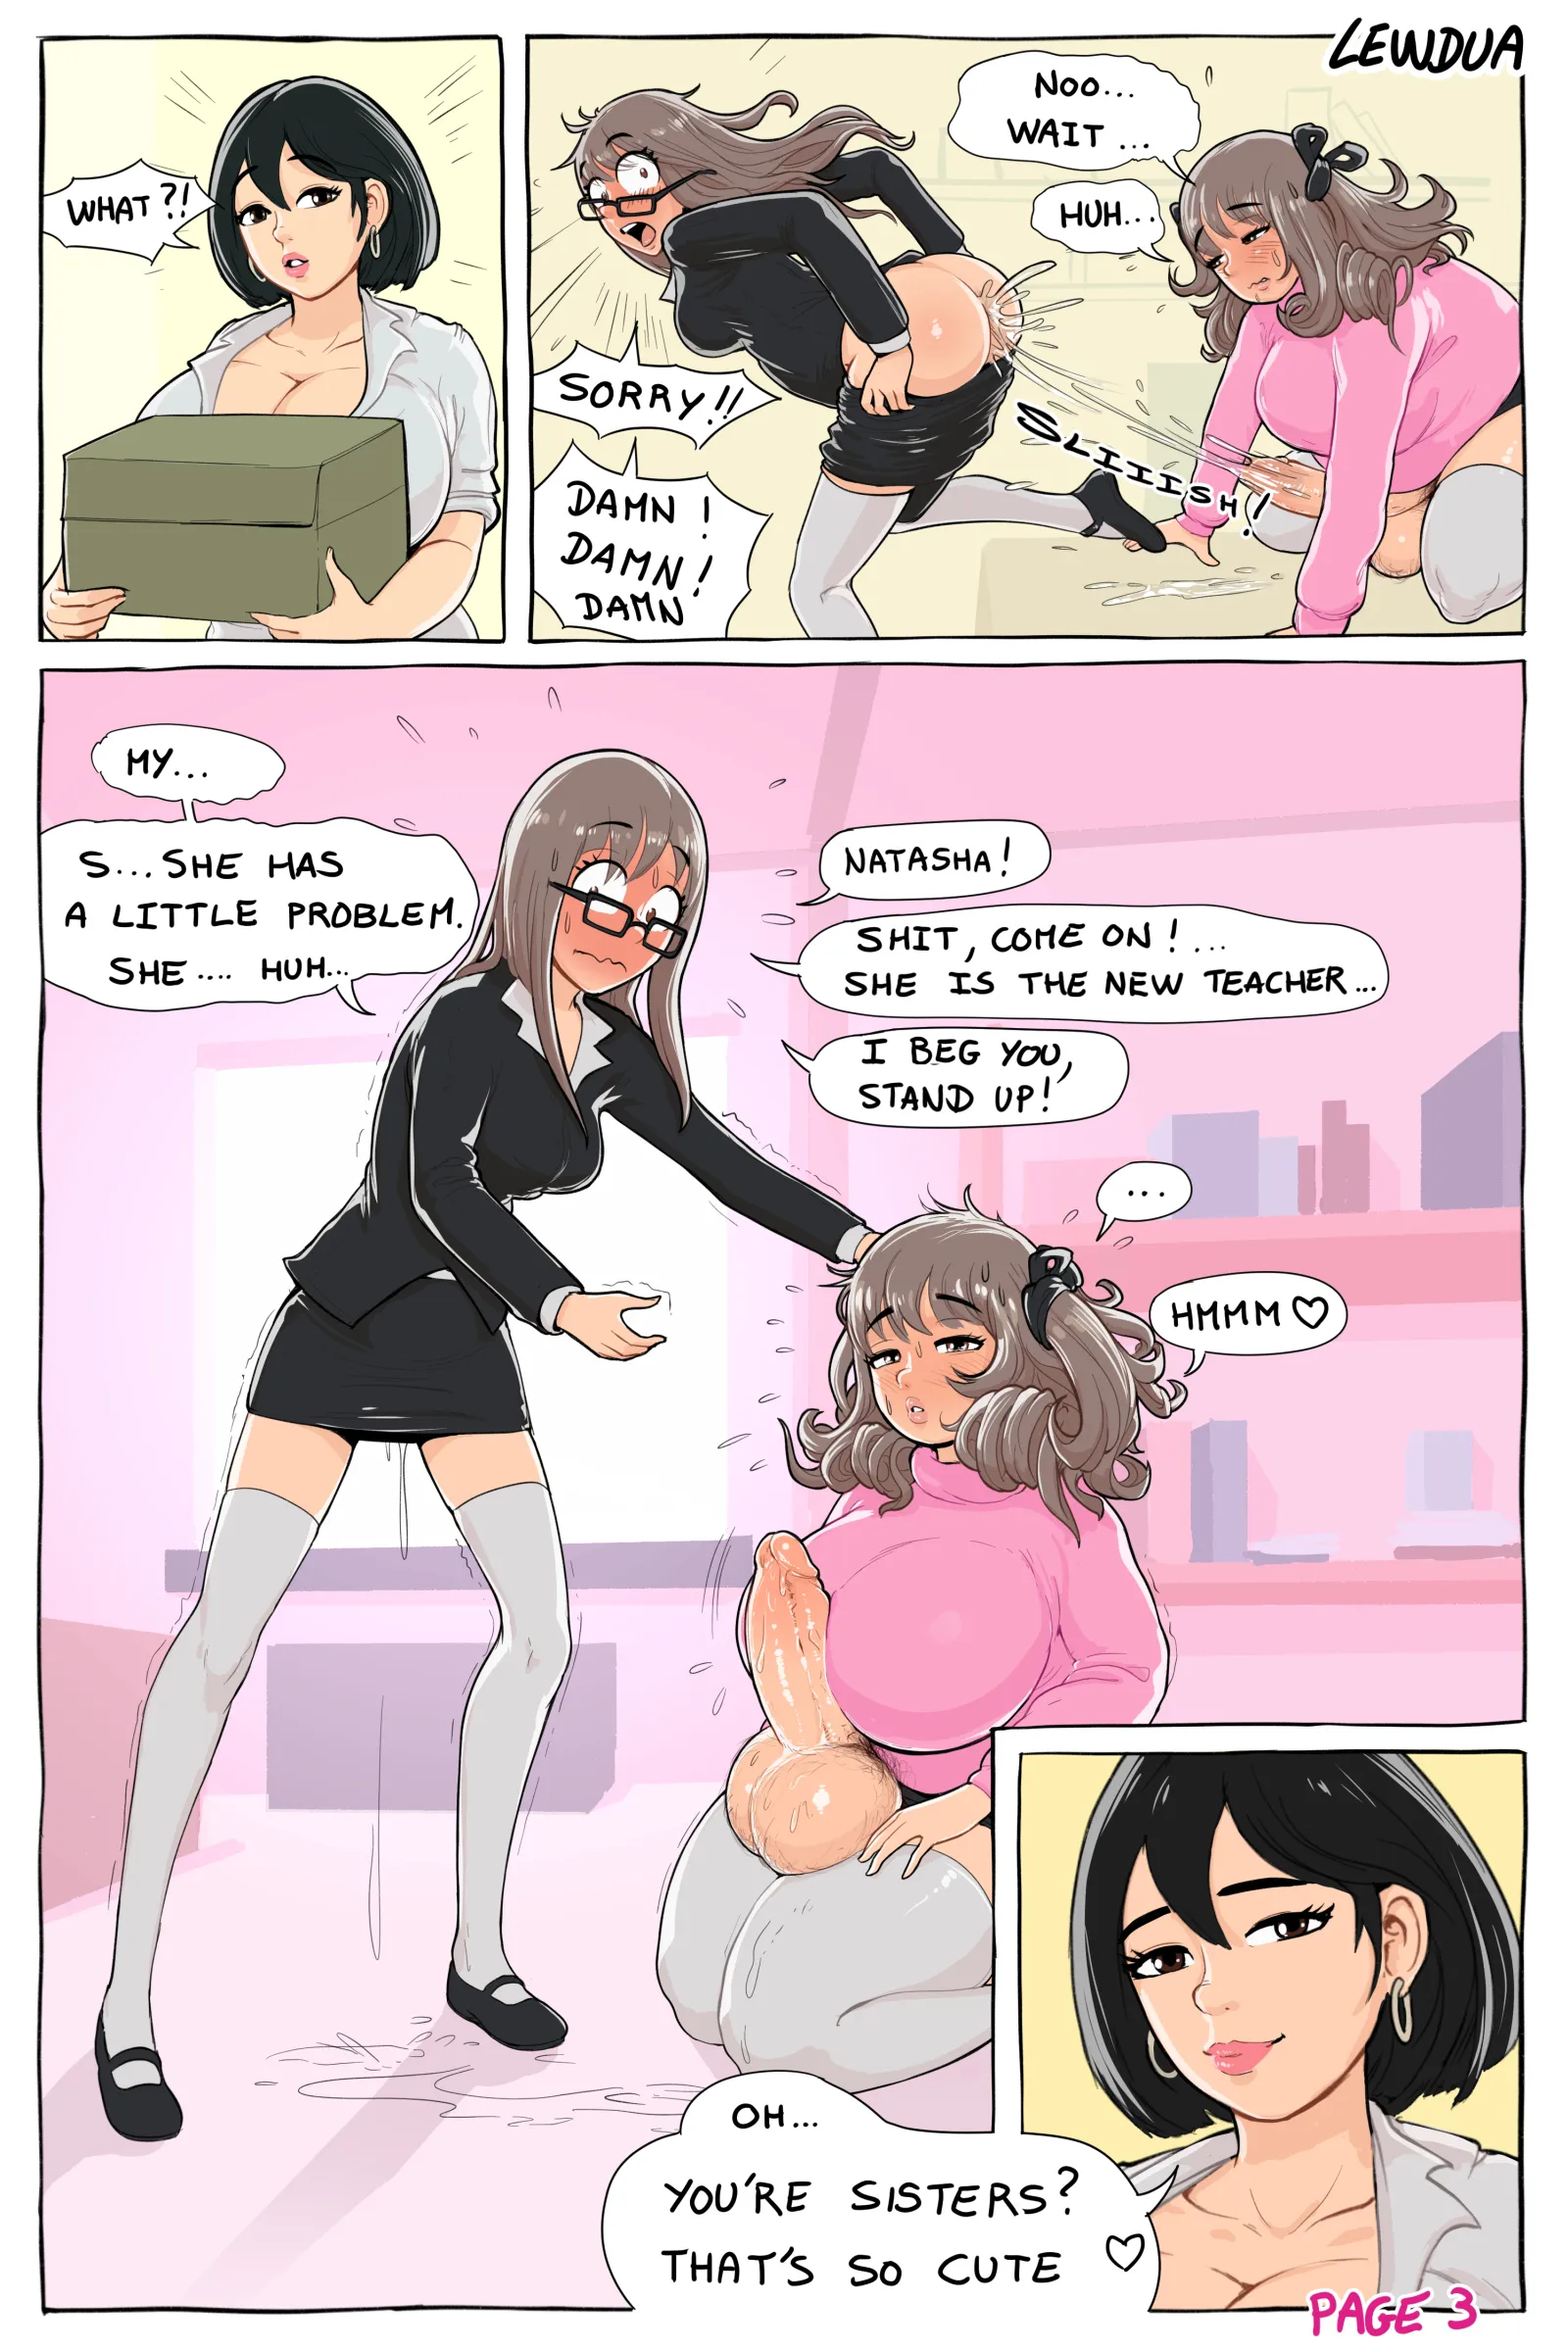 LEWDUA
WHAT?!
NOO...
WAIT ...
HUH...
SORRY!!
DAMN !
DAMN !
DAMN
SLIIISH !
MY...
S...SHE HAS
A LITTLE PROBLEM.
SHE .... HUH...
NATASHA !
SHIT, COME ON ! ...
SHE IS THE NEW TEACHER...
I BEG YOU,
STAND UP!
...
HMMM ♡
OH...
YOU'RE SISTERS?
THAT'S SO CUTE ♡
PAGE 3